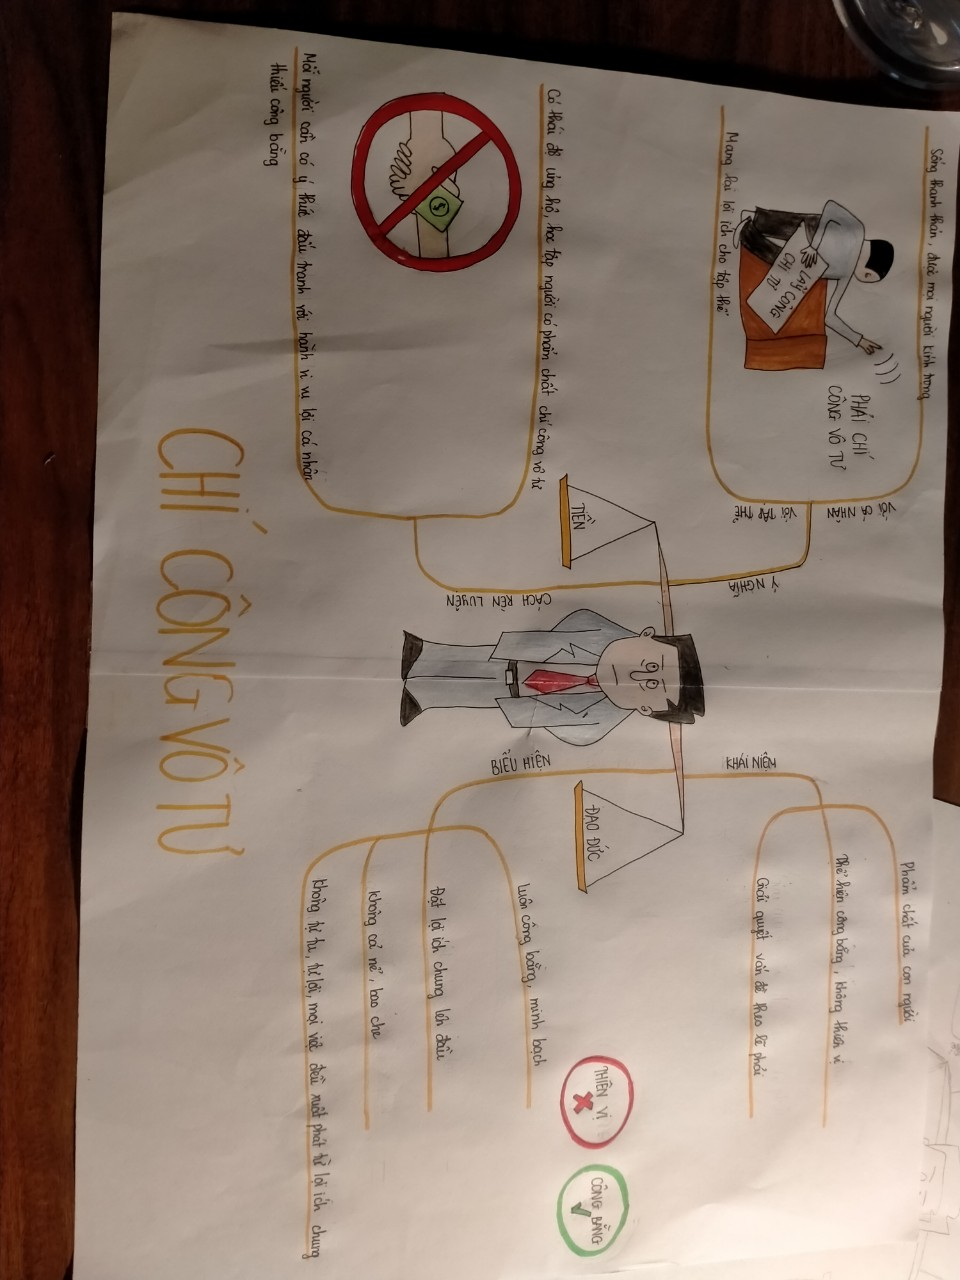 Sống thanh thản, được mọi người kính trọng
LẤY CÔNG
CHI TƯ
PHẢI CHÍ
CÔNG VÔ TƯ
Mang lại lợi ích cho tập thể
VỚI CÁ NHÂN
VỚI TẬP THỂ
Ý NGHĨA
Có thái độ ủng hộ, học tập người có phẩm chất chí công vô tư
$
Mỗi người cần có ý thức đấu tranh với hành vi vụ lợi cá nhân
thiếu công bằng
CÁCH RÈN LUYỆN
TIỀN
ĐẠO ĐỨC
KHÁI NIỆM
Phẩm chất của con người
Thể hiện công bằng, không thiên vị
Giải quyết vấn đề theo lẽ phải
BIỂU HIỆN
Luôn công bằng, minh bạch
Đặt lợi ích chung lên đầu
Không cả nể, bao che
Không tự tư, tự lợi, mọi việc đều xuất phát từ lợi ích chung
THIÊN VỊ
CÔNG BẰNG
CHÍ CÔNG VÔ TƯ